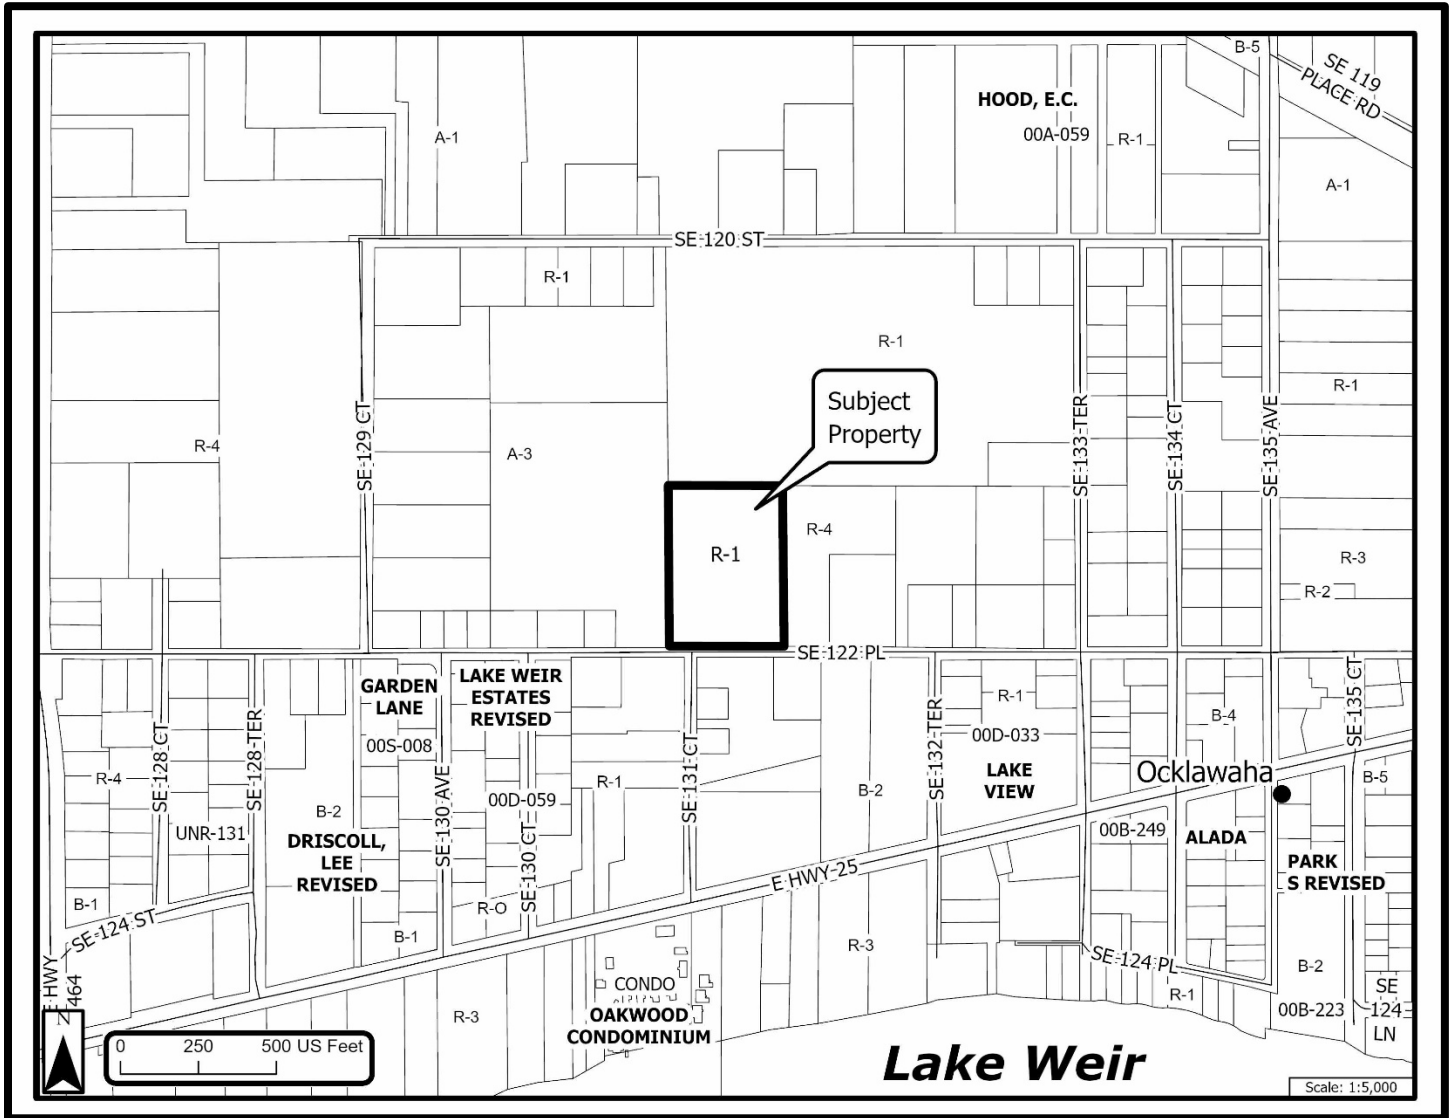 B-5
SE 119
PLACE RD
HOOD, E.C.
00A-059
R-1
A-1
A-1
SE 120 ST
R-1
R-1
R-1
Subject
Property
SE 129 CT
SE 133 TER
SE 134 CT
SE 135 AVE
R-4
A-3
R-4
R-1
R-3
R-2
SE 122 PL
GARDEN
LANE
LAKE WEIR
ESTATES
REVISED
00S-008
R-1
00D-033
LAKE
VIEW
B-4
SE 135 CT
SE 128 CT
SE 128 TER
SE 130 AVE
SE 130 CT
SE 131 CT
SE 132 TER
R-4
UNR-131
B-2
DRISCOLL,
LEE
REVISED
00D-059
R-1
B-2
Ocklawaha
B-5
00B-249
ALADA
PARK
S REVISED
E HWY 25
B-1
SE 124 ST
B-1
R-O
R-3
SE 124 PL
B-2
R-1
00B-223
SE
124
LN
E HWY
464
N
CONDO
OAKWOOD
CONDOMINIUM
R-3
0 250 500 US Feet
Lake Weir
Scale: 1:5,000